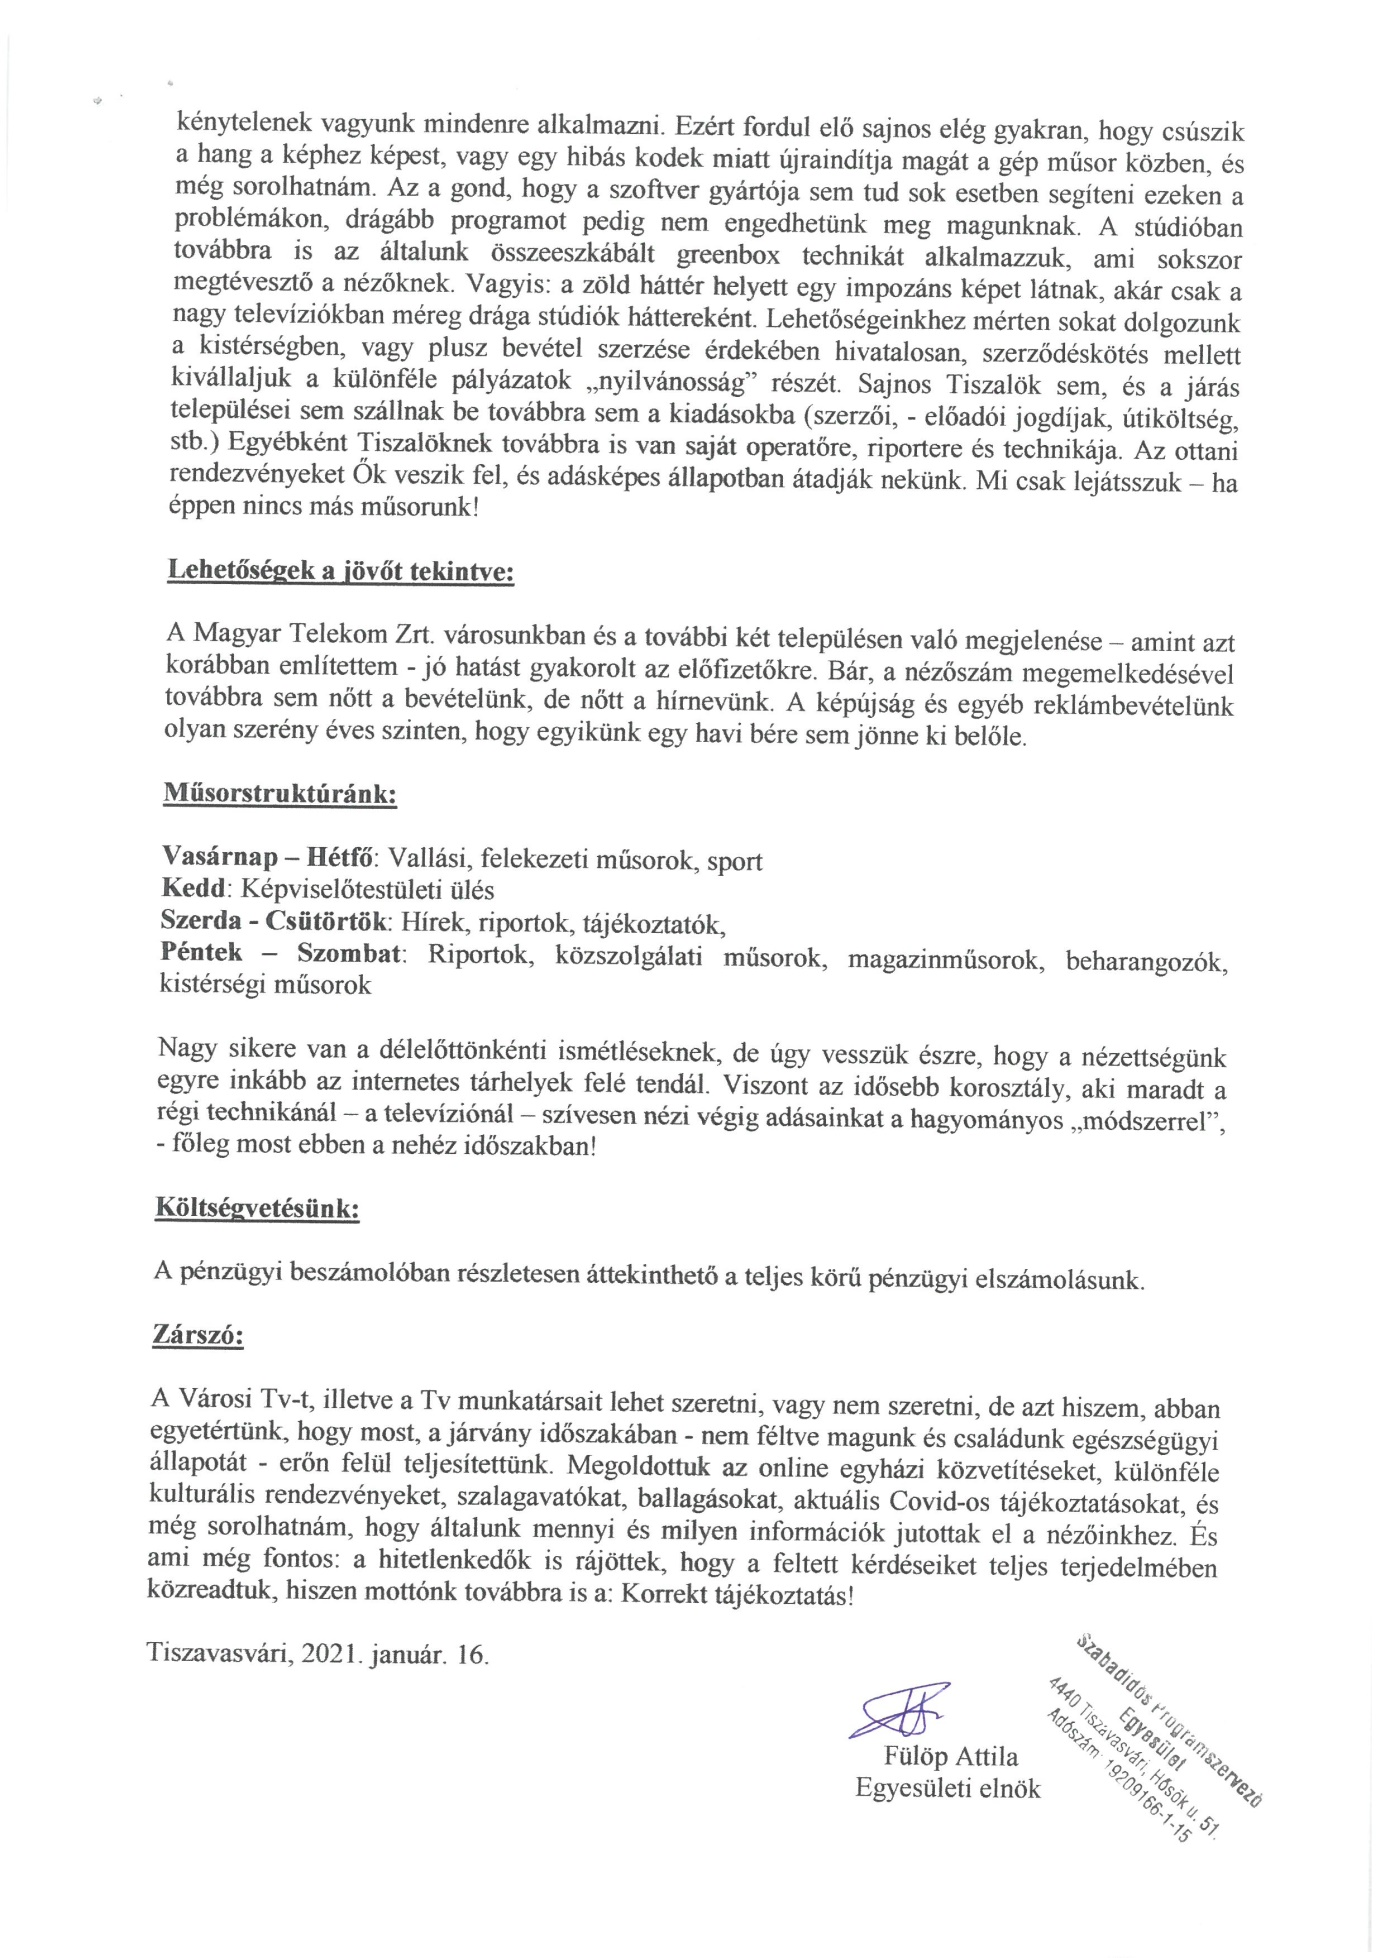 kénytelenek vagyunk mindenre alkalmazni. Ezért fordul elő sajnos elég gyakran, hogy csúszik
a hang a képhez képest, vagy egy hibás kodek miatt újraindítja magát a gép műsor közben, és
még sorolhatnám. Az a gond, hogy a szoftver gyártója sem tud sok esetben segíteni ezeken a
problémákon, drágább programot pedig nem engedhetünk meg magunknak. A stúdióban
továbbra is az általunk összeeszkábált greenbox technikát alkalmazzuk, ami sokszor
megtévesztő a nézőknek. Vagyis: a zöld háttér helyett egy impozáns képet látnak, akár csak a
nagy televíziókban méreg drága stúdiók háttereként. Lehetőségeinkhez mérten sokat dolgozunk
a kistérségben, vagy plusz bevétel szerzése érdekében hivatalosan, szerződéskötés mellett
kivállaljuk a különféle pályázatok „nyilvánosság” részét. Sajnos Tiszalök sem, és a járás
települései sem szállnak be továbbra sem a kiadásokba (szerzői, - előadói jogdíjak, útiköltség,
stb.) Egyébként Tiszalöknek továbbra is van saját operatőre, riportere és technikája. Az ottani
rendezvényeket Ők veszik fel, és adásképes állapotban átadják nekünk. Mi csak lejátsszuk – ha
éppen nincs más műsorunk!
Lehetőségek a jövőt tekintve:
A Magyar Telekom Zrt. városunkban és a további két településen való megjelenése – amint azt
korábban említettem - jó hatást gyakorolt az előfizetőkre. Bár, a nézőszám megemelkedésével
továbbra sem nőtt a bevételünk, de nőtt a hírnevünk. A képújság és egyéb reklámbevételünk
olyan szerény éves szinten, hogy egyikünk egy havi bére sem jönne ki belőle.
Műsorstruktúránk:
Vasárnap – Hétfő: Vallási, felekezeti műsorok, sport
Kedd: Képviselőtestületi ülés
Szerda - Csütörtök: Hírek, riportok, tájékoztatók,
Péntek – Szombat: Riportok, közszolgálati műsorok, magazinműsorok, beharangozók,
kistérségi műsorok
Nagy sikere van a délelőttönkénti ismétléseknek, de úgy vesszük észre, hogy a nézettségünk
egyre inkább az internetes tárhelyek felé tendál. Viszont az idősebb korosztály, aki maradt a
régi technikánál – a televíziónál – szívesen nézi végig adásainkat a hagyományos „módszerrel”,
- főleg most ebben a nehéz időszakban!
Költségvetésünk:
A pénzügyi beszámolóban részletesen áttekinthető a teljes körű pénzügyi elszámolásunk.
Zárszó:
A Városi Tv-t, illetve a Tv munkatársait lehet szeretni, vagy nem szeretni, de azt hiszem, abban
egyetértünk, hogy most, a járvány időszakában - nem féltve magunk és családunk egészségügyi
állapotát - erőn felül teljesítettünk. Megoldottuk az online egyházi közvetítéseket, különféle
kulturális rendezvényeket, szalagavatókat, ballagásokat, aktuális Covid-os tájékoztatásokat, és
még sorolhatnám, hogy általunk mennyi és milyen információk jutottak el a nézőinkhez. És
ami még fontos: a hitetlenkedők is rájöttek, hogy a feltett kérdéseiket teljes terjedelmében
közreadtuk, hiszen mottónk továbbra is a: Korrekt tájékoztatás!
Tiszavasvári, 2021. január. 16.
Fülöp Attila
Egyesületi elnök
Szabadidős Programszervező
Egyesület
4440 Tiszavasvári, Hősök u. 51.
Adószám: 19209166-1-15